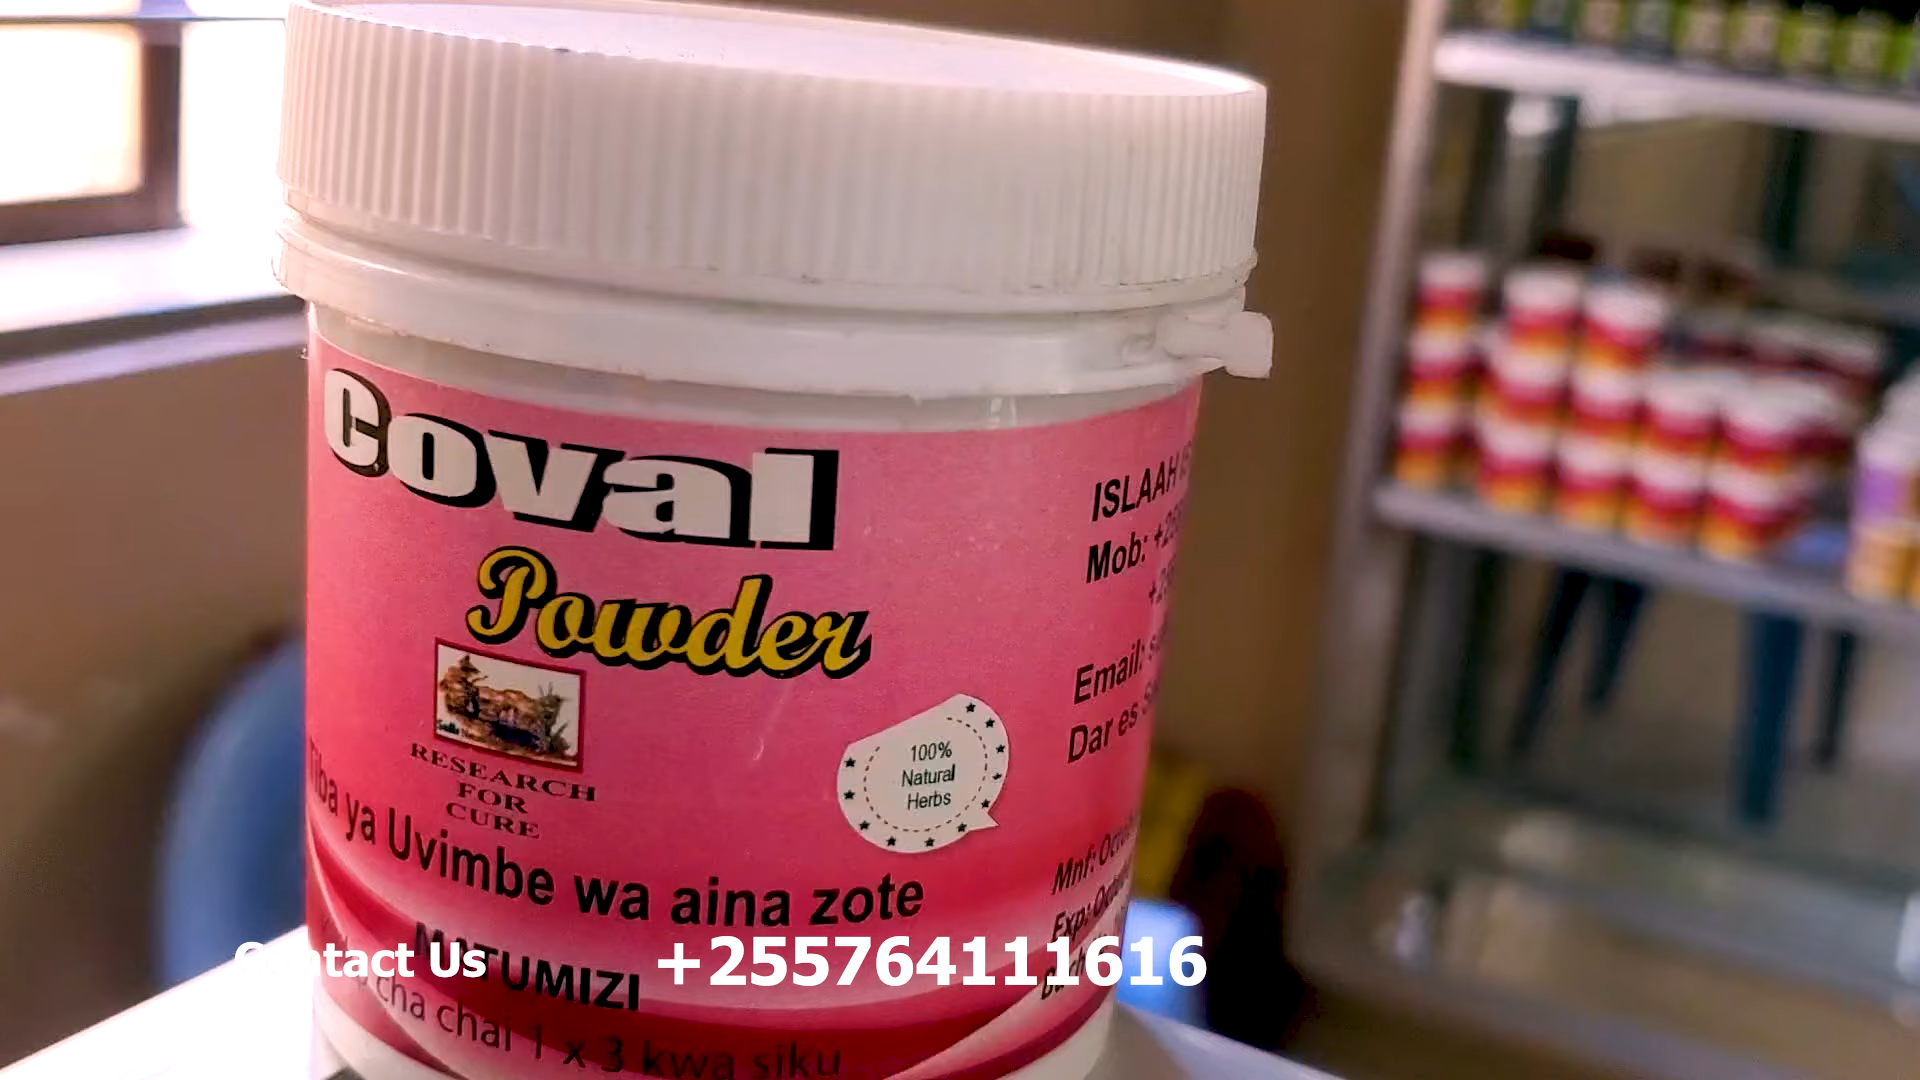 Coval
Powder
RESEARCH
FOR
CURE
Tiba ya Uvimbe wa aina zote
MATUMIZI
cha chai 1 x 3 kwa siku
100%
Natural
Herbs
ISLAAH
Mob:
Email:
Dar es
Mnf:
Exp:
Contact Us +255764111616